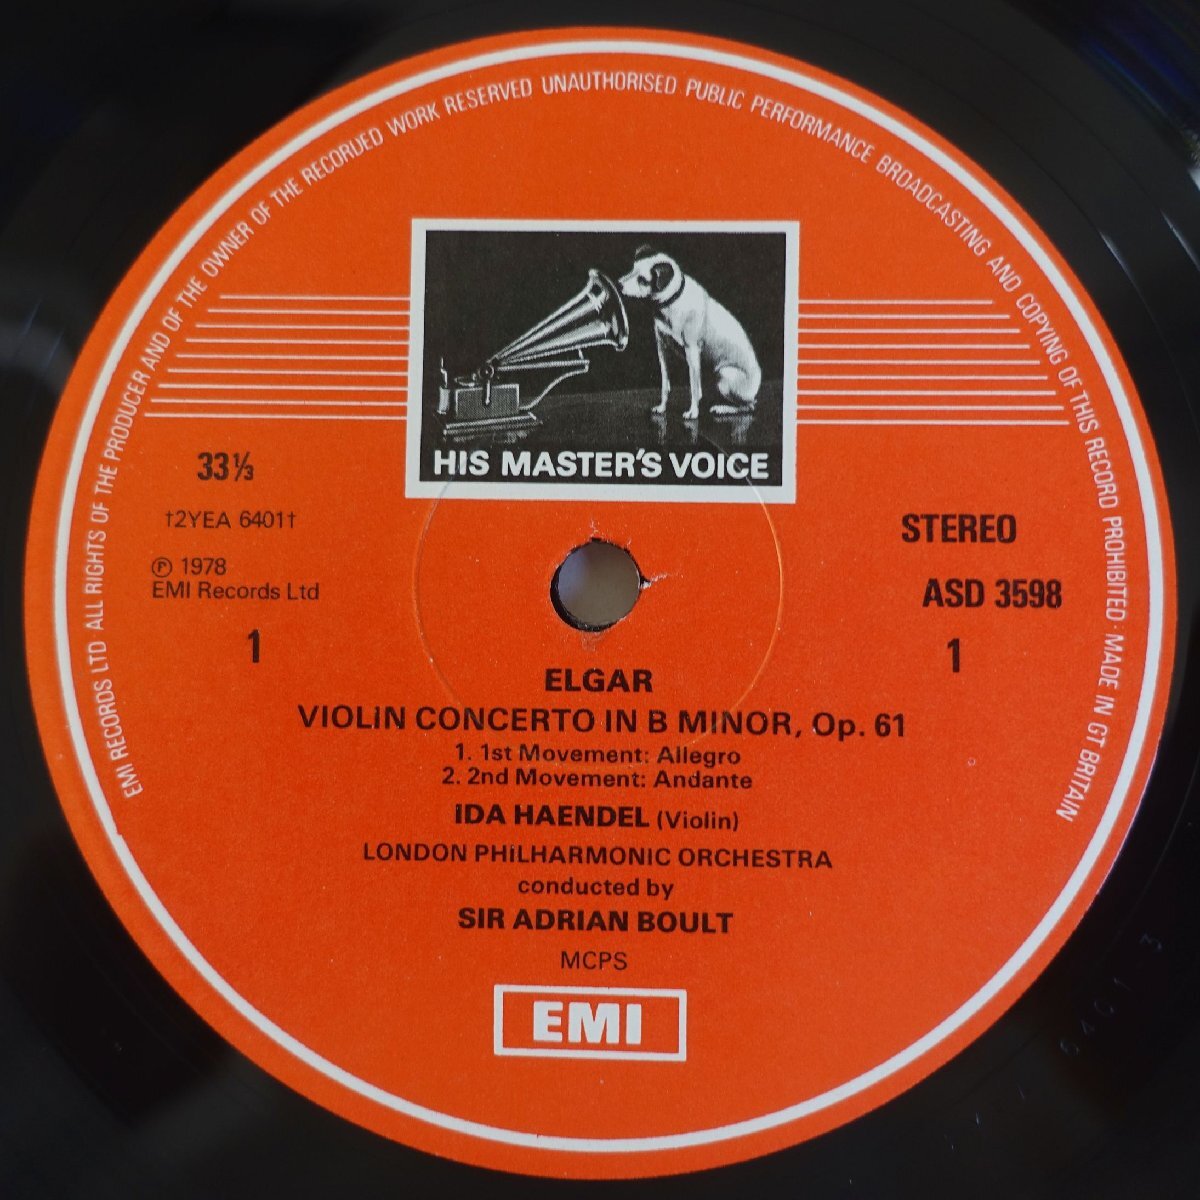 EMI RECORDS LTD ALL RIGHTS OF THE PRODUCER AND OF THE OWNER OF THE RECORDED WORK RESERVED UNAUTHORISED PUBLIC PERFORMANCE BROADCASTING AND COPYING OF THIS RECORD PROHIBITED · MADE IN GT BRITAIN
HIS MASTER'S VOICE
33⅓
†2YEA 6401†
℗ 1978
EMI Records Ltd
1
STEREO
ASD 3598
1
ELGAR
VIOLIN CONCERTO IN B MINOR, Op. 61
1. 1st Movement: Allegro
2. 2nd Movement: Andante
IDA HAENDEL (Violin)
LONDON PHILHARMONIC ORCHESTRA
conducted by
SIR ADRIAN BOULT
MCPS
EMI